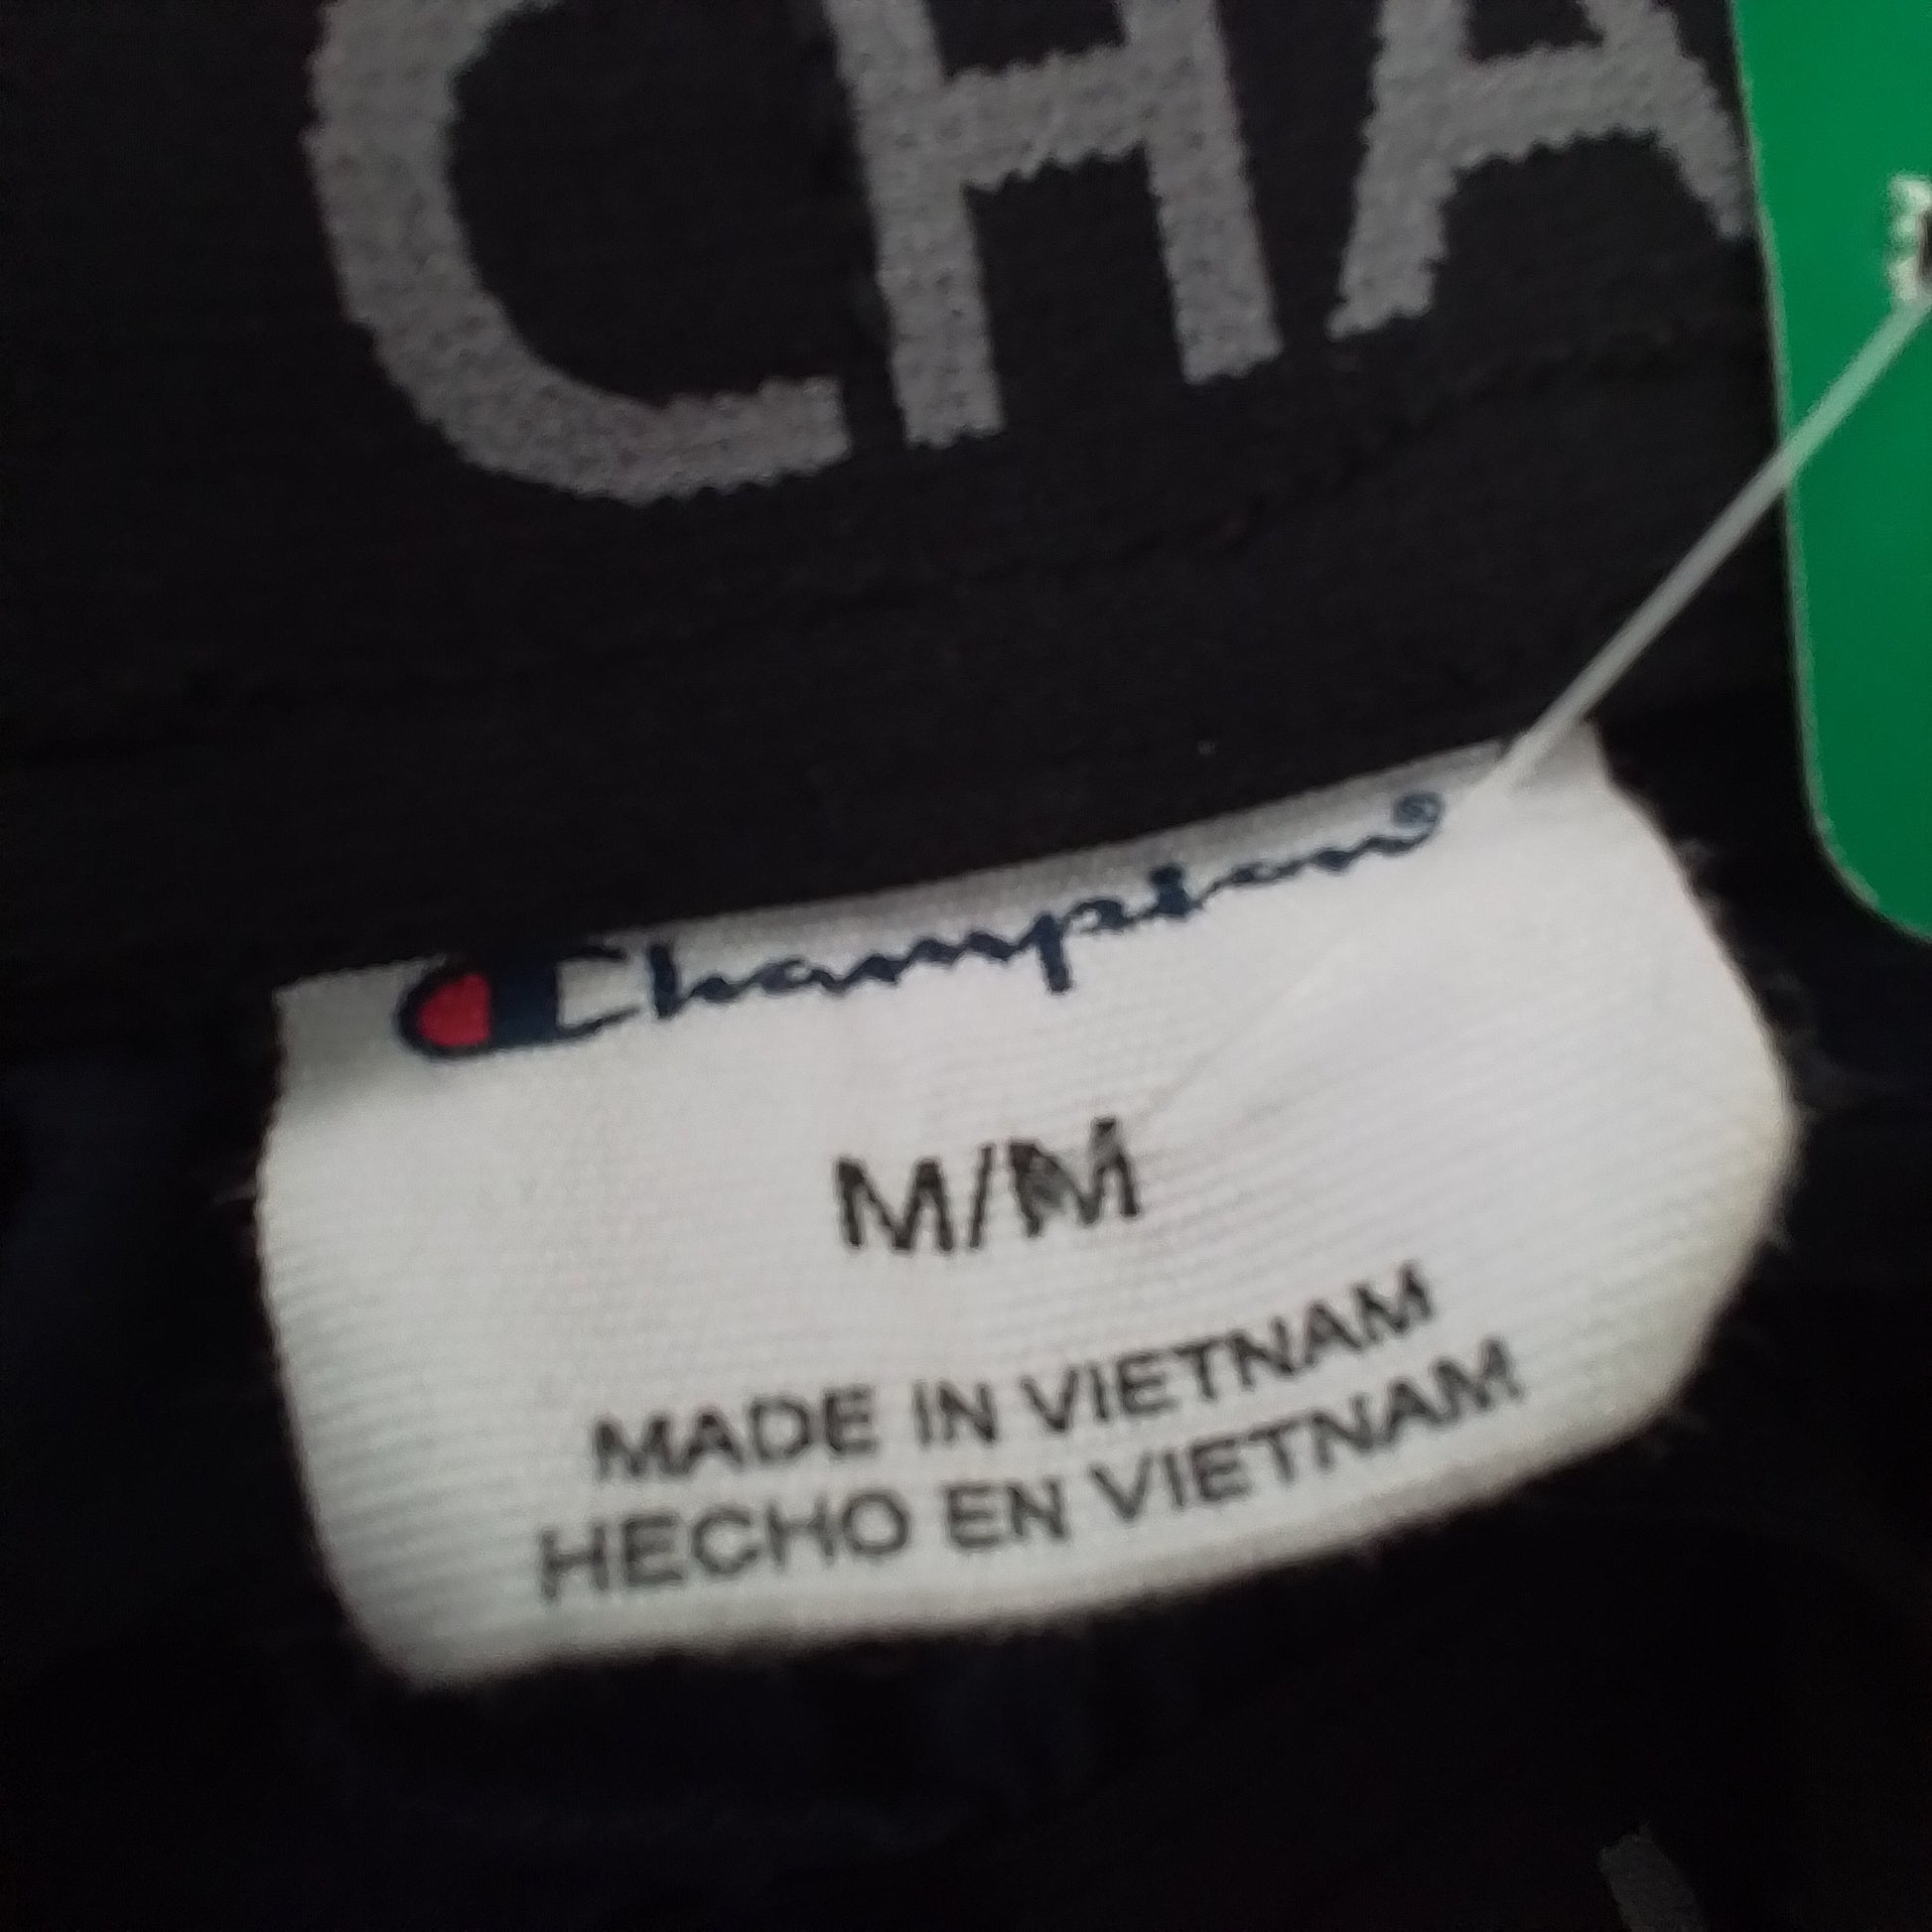 CHA
Champion®
M/M
MADE IN VIETNAM
HECHO EN VIETNAM